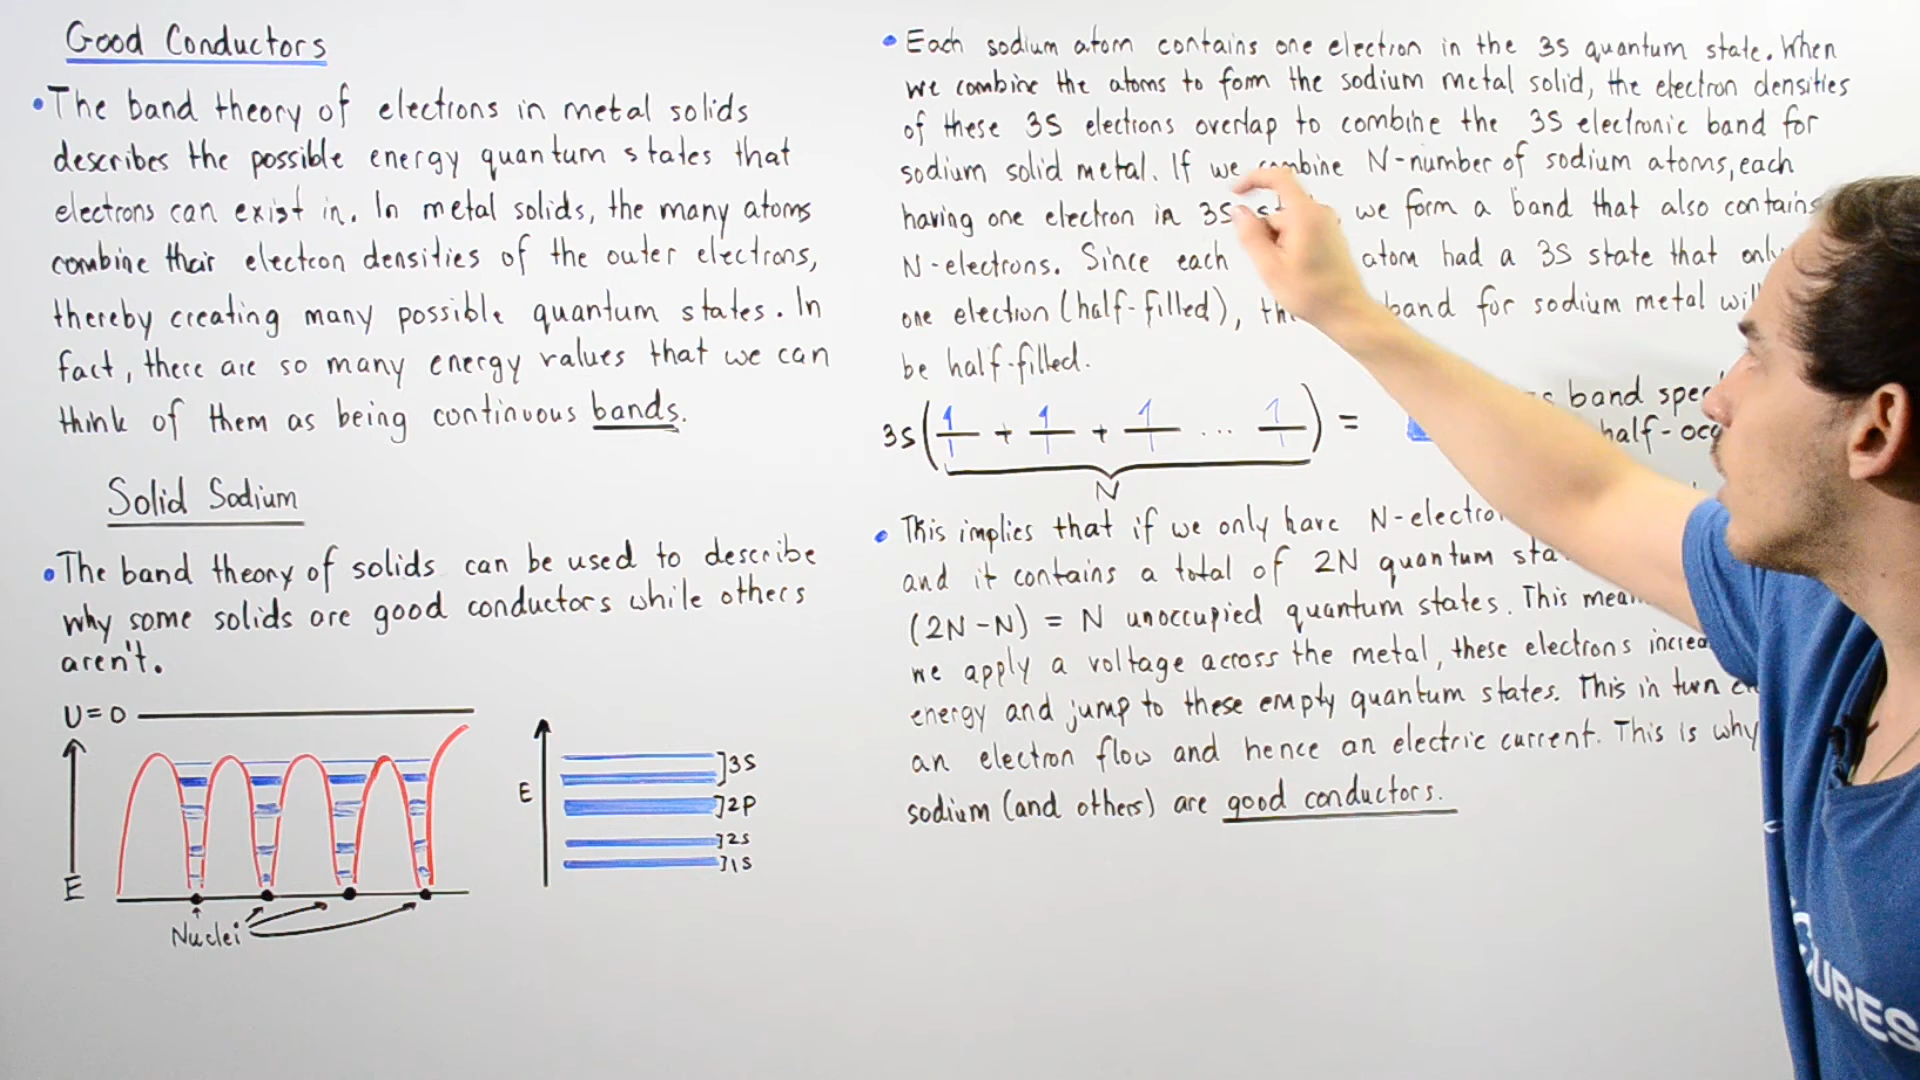 Good Conductors
• The band theory of electrons in metal solids
describes the possible energy quantum states that
electrons can exist in. In metal solids, the many atoms
combine their electron densities of the outer electrons,
thereby creating many possible quantum states. In
fact, there are so many energy values that we can
think of them as being continuous bands.
Solid Sodium
• The band theory of solids can be used to describe
why some solids are good conductors while others
aren't.
U=0
E
Nuclei
E
3s
2p
2s
1s
• Each sodium atom contains one electron in the 3s quantum state. When
we combine the atoms to form the sodium metal solid, the electron densities
of these 3s electrons overlap to combine the 3s electronic band for
sodium solid metal. If we combine N-number of sodium atoms, each
having one electron in 3s we form a band that also contains
N-electrons. Since each atom had a 3s state that only
one electron (half-filled), band for sodium metal will
be half-filled.
3s( 1 + 1 + 1 ... 1 ) =
N
band
half-
• This implies that if we only have
and it contains a total of 2N quantum
(2N-N) = N unoccupied quantum states. This
we apply a voltage across the metal, these electrons
energy and jump to these empty quantum states. This in turn
an electron flow and hence an electric current. This is why
sodium (and others) are good conductors.